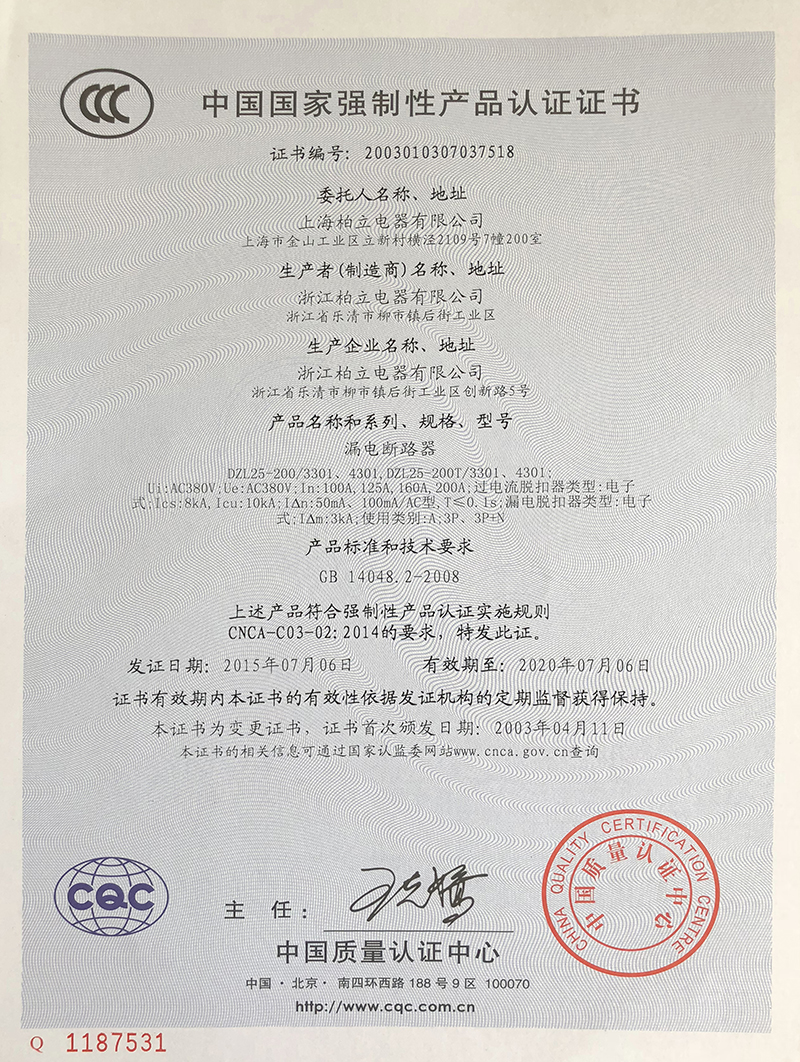 CCC
中国国家强制性产品认证证书
证书编号: 2003010307037518
委托人名称、地址
上海柏立电器有限公司
上海市金山工业区立新村横泾2109号7幢200室
生产者(制造商)名称、地址
浙江柏立电器有限公司
浙江省乐清市柳市镇后街工业区
生产企业名称、地址
浙江柏立电器有限公司
浙江省乐清市柳市镇后街工业区创新路5号
产品名称和系列、规格、型号
漏电断路器
DZL25-200/3301、4301,DZL25-200T/3301、4301;
Ui:AC380V;Ue:AC380V;In:100A,125A,160A,200A;过电流脱扣器类型:电子
式;Ics:8kA,Icu:10kA;IΔn:50mA、100mA/AC型,T≤0.1s;漏电脱扣器类型:电子
式;IΔm:3kA;使用类别:A;3P、3P+N
产品标准和技术要求
GB 14048.2-2008
上述产品符合强制性产品认证实施规则
CNCA-C03-02:2014的要求，特发此证。
发证日期: 2015年07月06日 有效期至: 2020年07月06日
证书有效期内本证书的有效性依据发证机构的定期监督获得保持。
本证书为变更证书，证书首次颁发日期: 2003年04月11日
本证书的相关信息可通过国家认监委网站www.cnca.gov.cn查询
CQC
主 任:
中国质量认证中心
中国·北京·南四环西路188号9区 100070
http://www.cqc.com.cn
CHINA QUALITY CERTIFICATION CENTRE
中国质量认证中心
Q 1187531